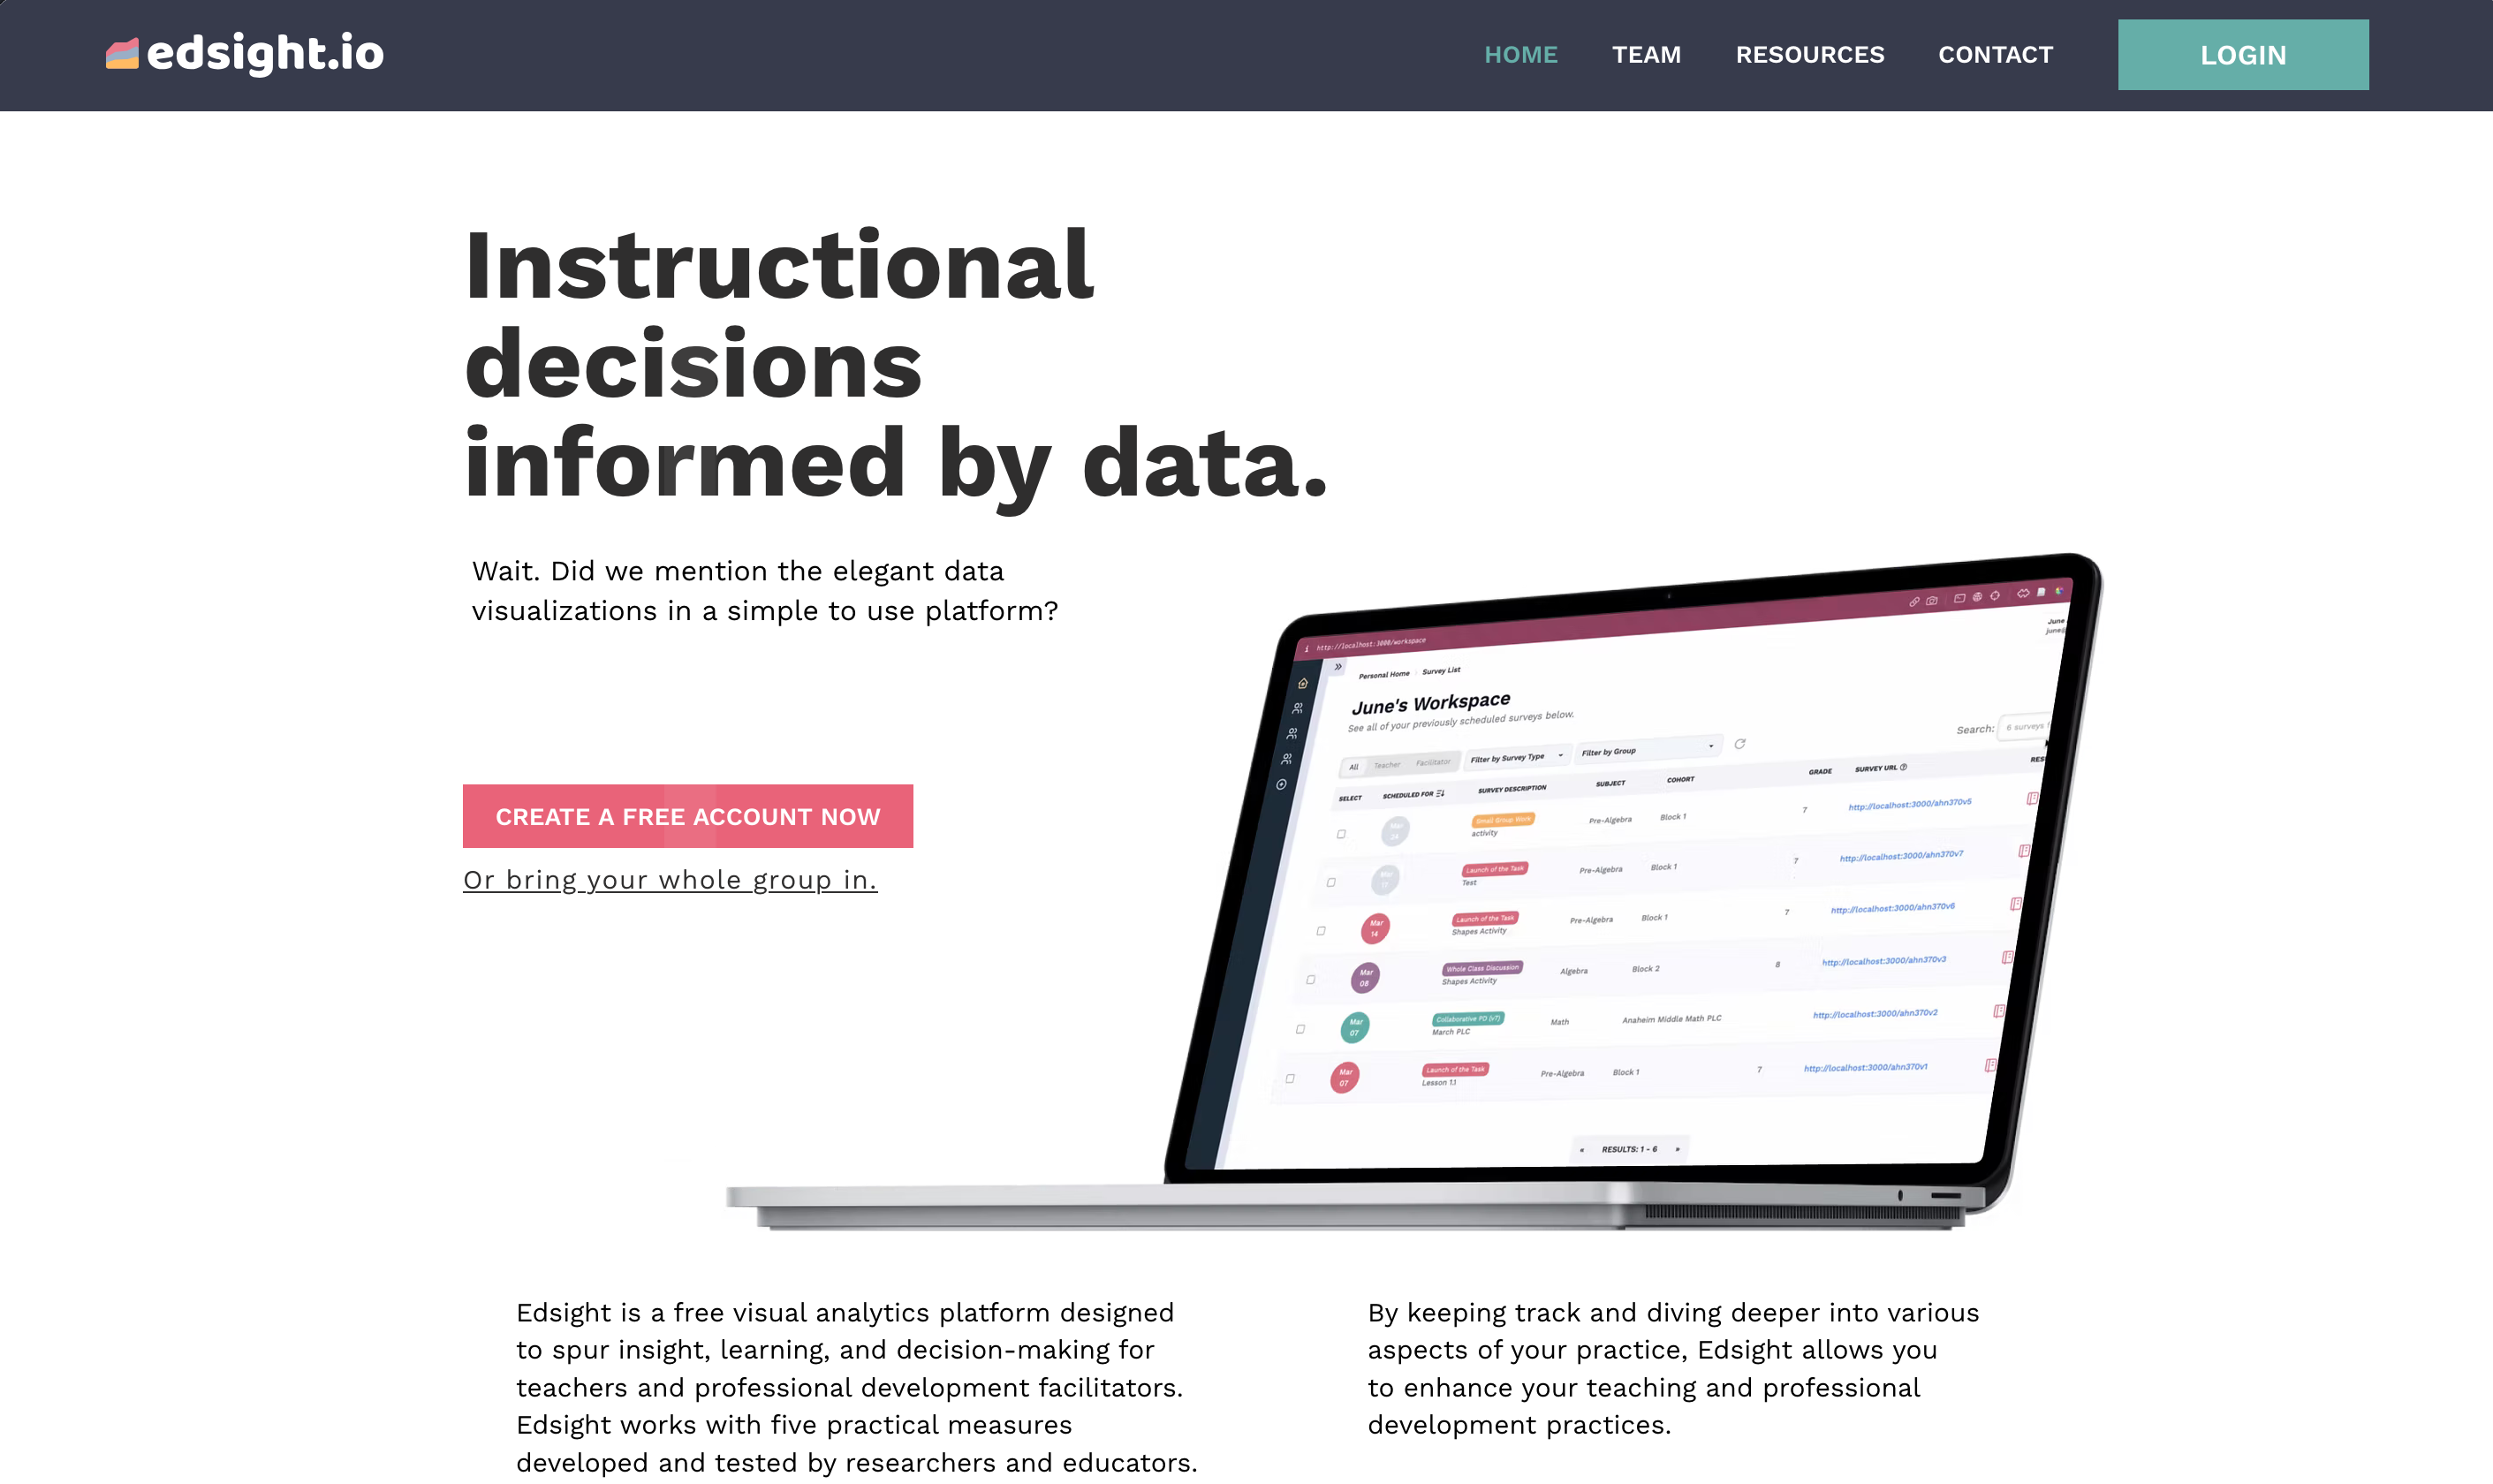 edsight.io
HOME
TEAM
RESOURCES
CONTACT
LOGIN
Instructional
decisions
informed by data.
Wait. Did we mention the elegant data
visualizations in a simple to use platform?
CREATE A FREE ACCOUNT NOW
Or bring your whole group in.
http://localhost:3000/workspace
June
june@
Personal Home Survey List
June's Workspace
See all of your previously scheduled surveys below.
Search: 6 surveys
All Teacher Facilitator Filter by Survey Type Filter by Group
SELECT SCHEDULED FOR SURVEY DESCRIPTION SUBJECT COHORT GRADE SURVEY URL
Mar 24 Small Group Work activity Pre-Algebra Block 1 7 http://localhost:3000/ahn370v5
Mar 17 Launch of the Task Test Pre-Algebra Block 1 7 http://localhost:3000/ahn370v7
Mar 14 Launch of the Task Shapes Activity Pre-Algebra Block 1 7 http://localhost:3000/ahn370v6
Mar 08 Whole Class Discussion Shapes Activity Algebra Block 2 8 http://localhost:3000/ahn370v3
Mar 07 Collaborative FO (v7) March PLC Math Anaheim Middle Math PLC http://localhost:3000/ahn370v2
Mar 07 Launch of the Task Lesson 1.1 Pre-Algebra Block 1 7 http://localhost:3000/ahn370v1
« RESULTS: 1 - 6 »
Edsight is a free visual analytics platform designed
to spur insight, learning, and decision-making for
teachers and professional development facilitators.
Edsight works with five practical measures
developed and tested by researchers and educators.
By keeping track and diving deeper into various
aspects of your practice, Edsight allows you
to enhance your teaching and professional
development practices.